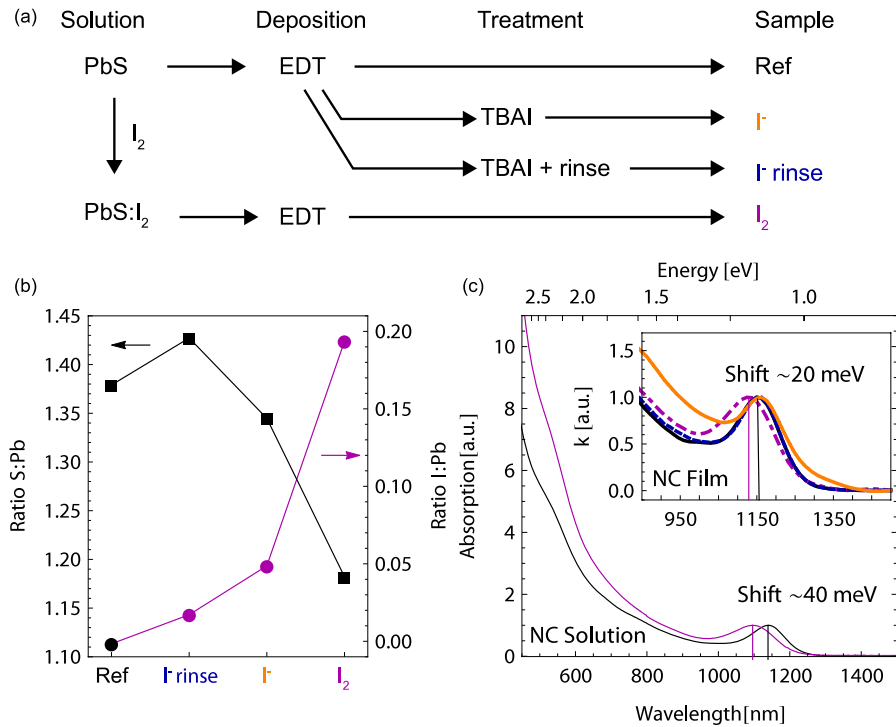 (a)
Solution Deposition Treatment Sample
PbS EDT Ref
TBAI I⁻
I₂
TBAI + rinse I⁻ rinse
PbS:I₂ EDT I₂
(b)
1.45
1.40
1.35
1.30
1.25
1.20
1.15
1.10
Ratio S:Pb
0.20
0.15
0.10
0.05
0.00
Ratio I:Pb
Ref I⁻ rinse I⁻ I₂
(c)
Energy [eV]
2.5 2.0 1.5 1.0
10
8
6
4
2
0
Absorption[a.u.]
1.5
1.0
0.5
0.0
k [a.u.]
Shift ~20 meV
NC Film
950 1150 1350
Shift ~40 meV
NC Solution
600 800 1000 1200 1400
Wavelength[nm]